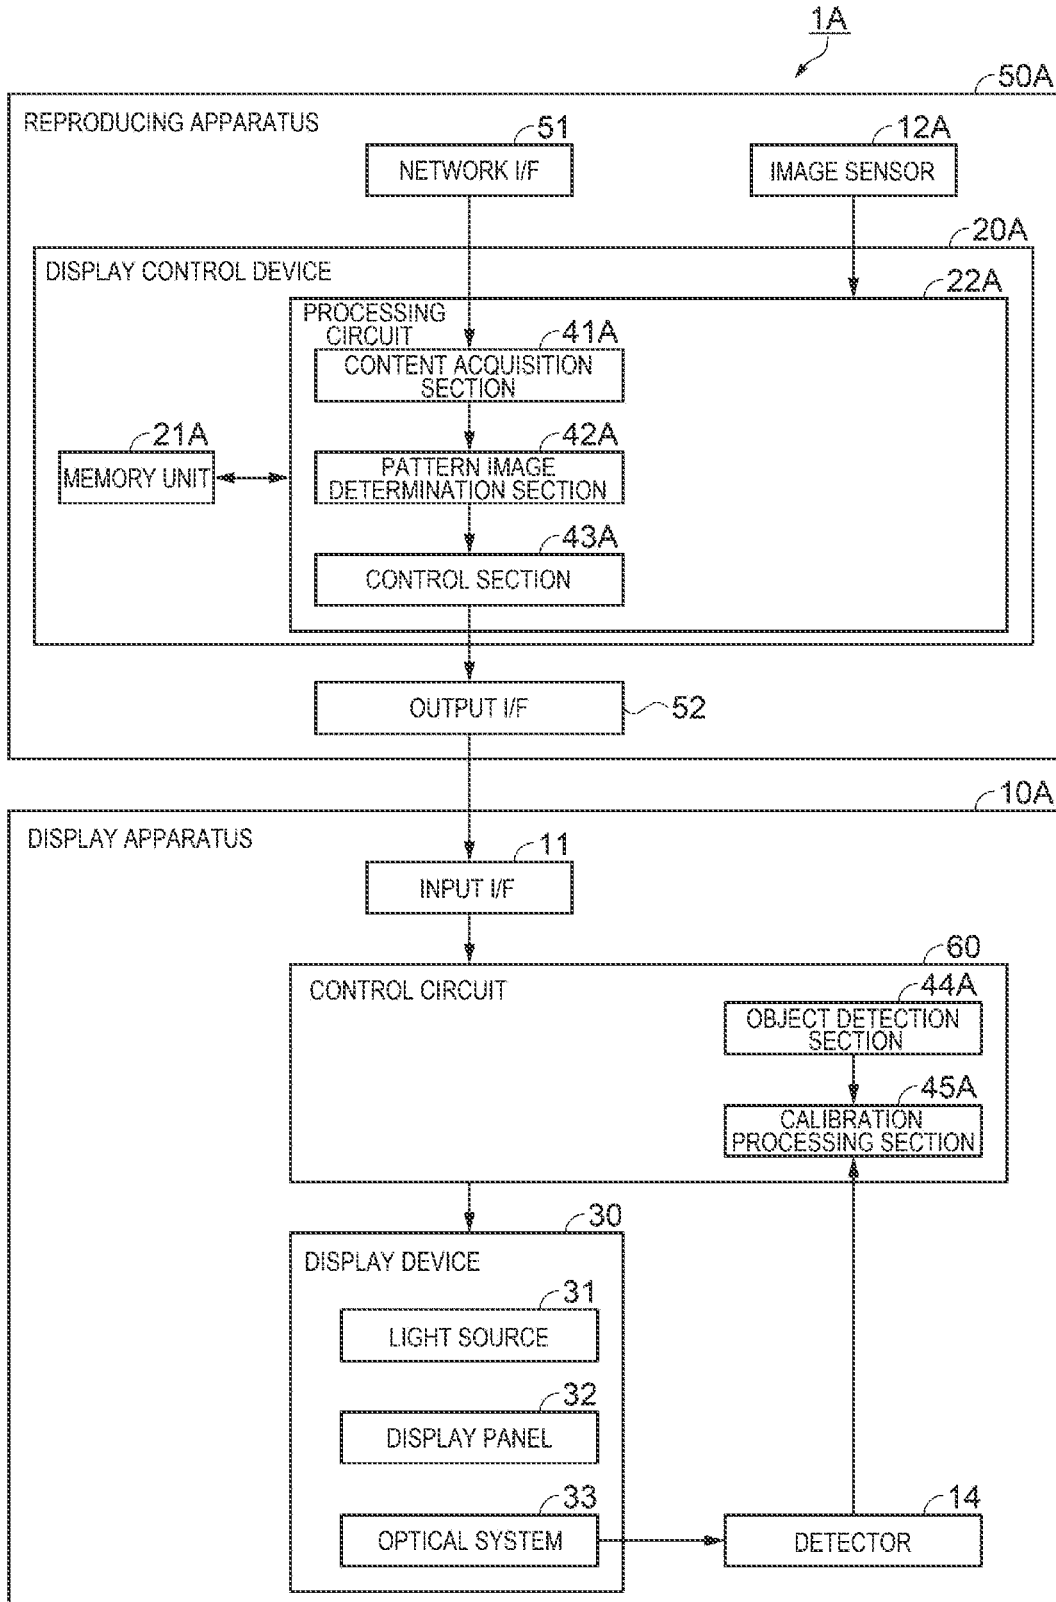 1A
50A
REPRODUCING APPARATUS
51
12A
NETWORK I/F
IMAGE SENSOR
20A
DISPLAY CONTROL DEVICE
22A
PROCESSING
CIRCUIT
41A
CONTENT ACQUISITION
SECTION
21A
42A
MEMORY UNIT
PATTERN IMAGE
DETERMINATION SECTION
43A
CONTROL SECTION
OUTPUT I/F
52
10A
DISPLAY APPARATUS
11
INPUT I/F
60
CONTROL CIRCUIT
44A
OBJECT DETECTION
SECTION
45A
CALIBRATION
PROCESSING SECTION
30
DISPLAY DEVICE
31
LIGHT SOURCE
32
DISPLAY PANEL
33
14
OPTICAL SYSTEM
DETECTOR